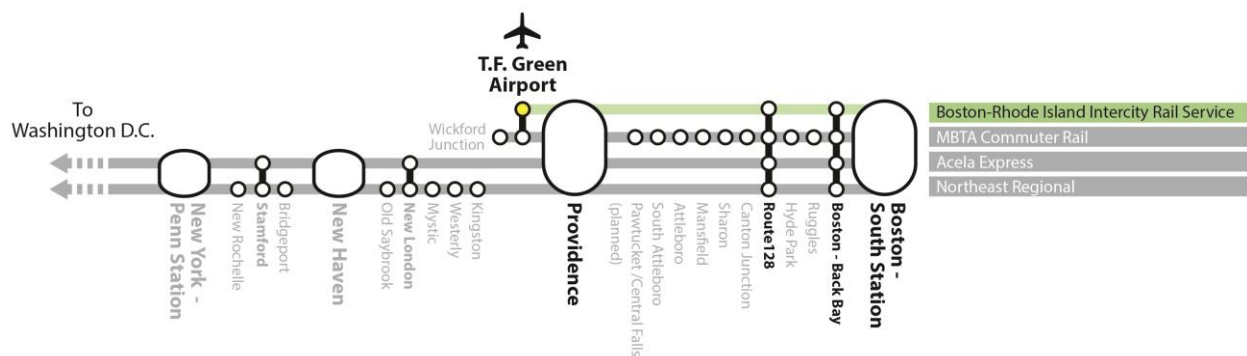 T.F. Green
Airport
To
Washington D.C.
Wickford
Junction
Boston-Rhode Island Intercity Rail Service
MBTA Commuter Rail
Acela Express
Northeast Regional
New York -
Penn Station
New Rochelle
Stamford
Bridgeport
New Haven
Old Saybrook
New London
Mystic
Westerly
Kingston
Providence
Pawtucket /Central Falls
(planned)
South Attleboro
Attleboro
Mansfield
Sharon
Canton Junction
Route128
Hyde Park
Ruggles
Boston - Back Bay
Boston -
South Station